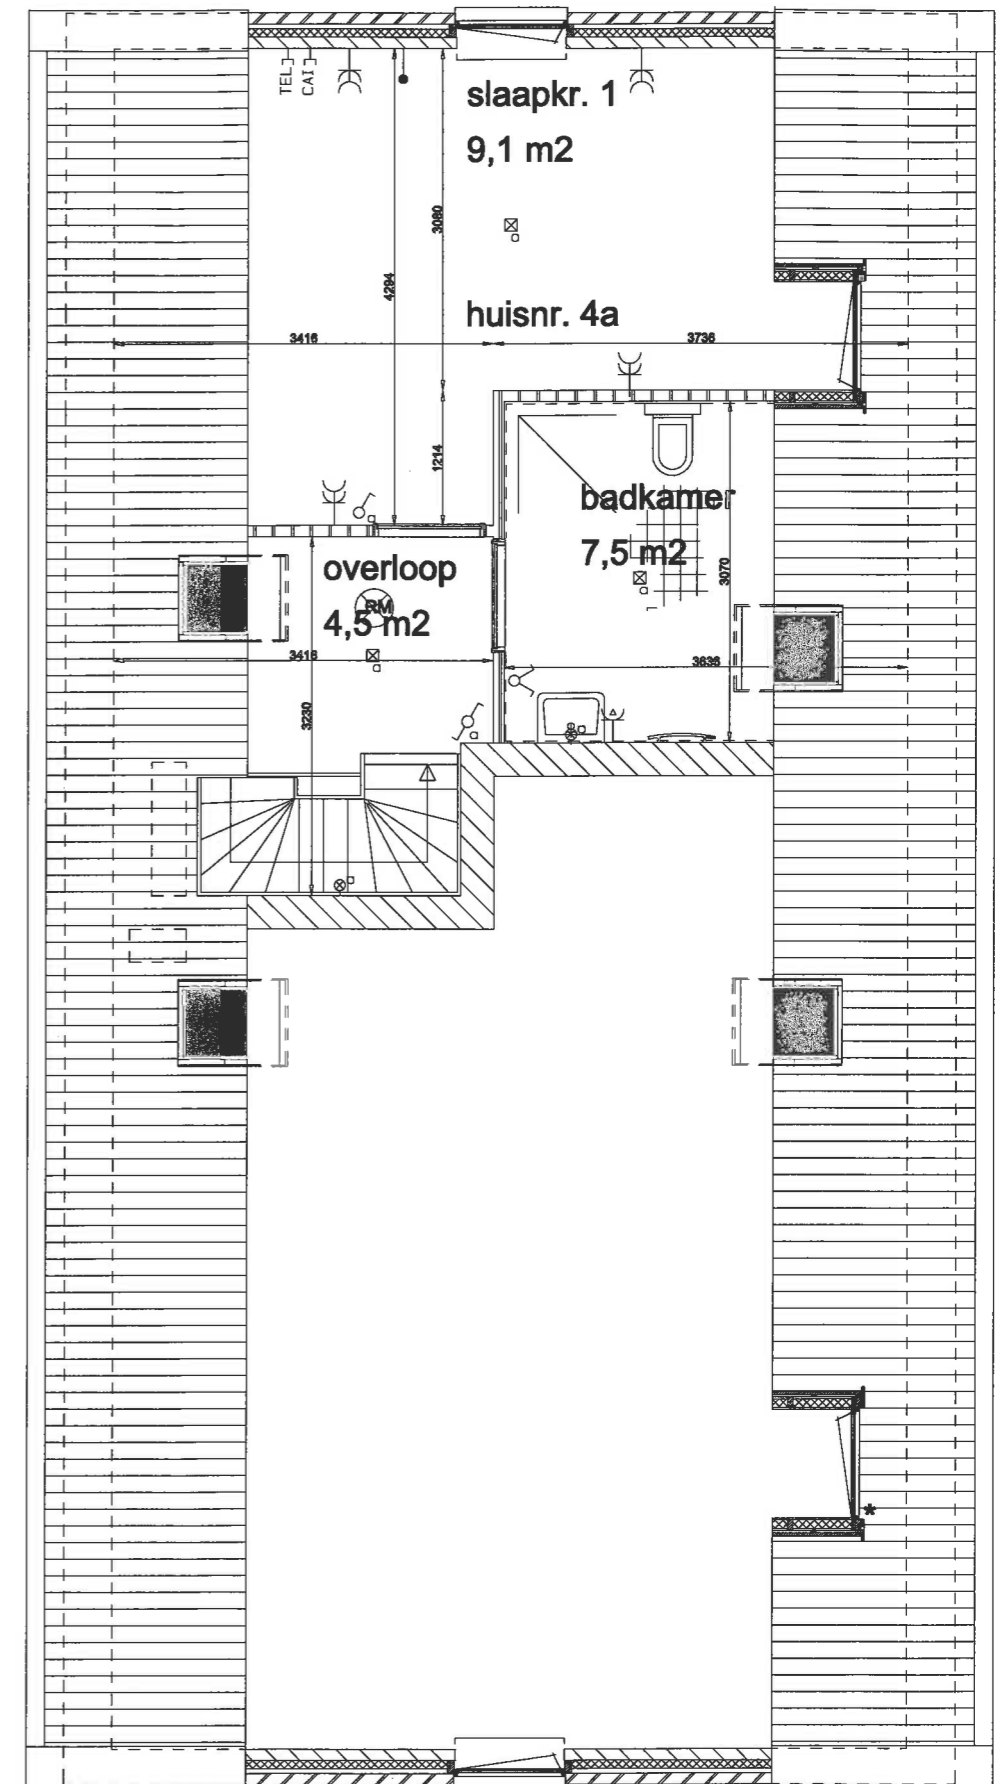 TEL
CAI
slaapkr. 1
9,1 m2
3080
4294
huisnr. 4a
3416
3736
1214
badkamer
7,5 m2
overloop
RM
4,5 m2
3070
3416
3636
3230
*